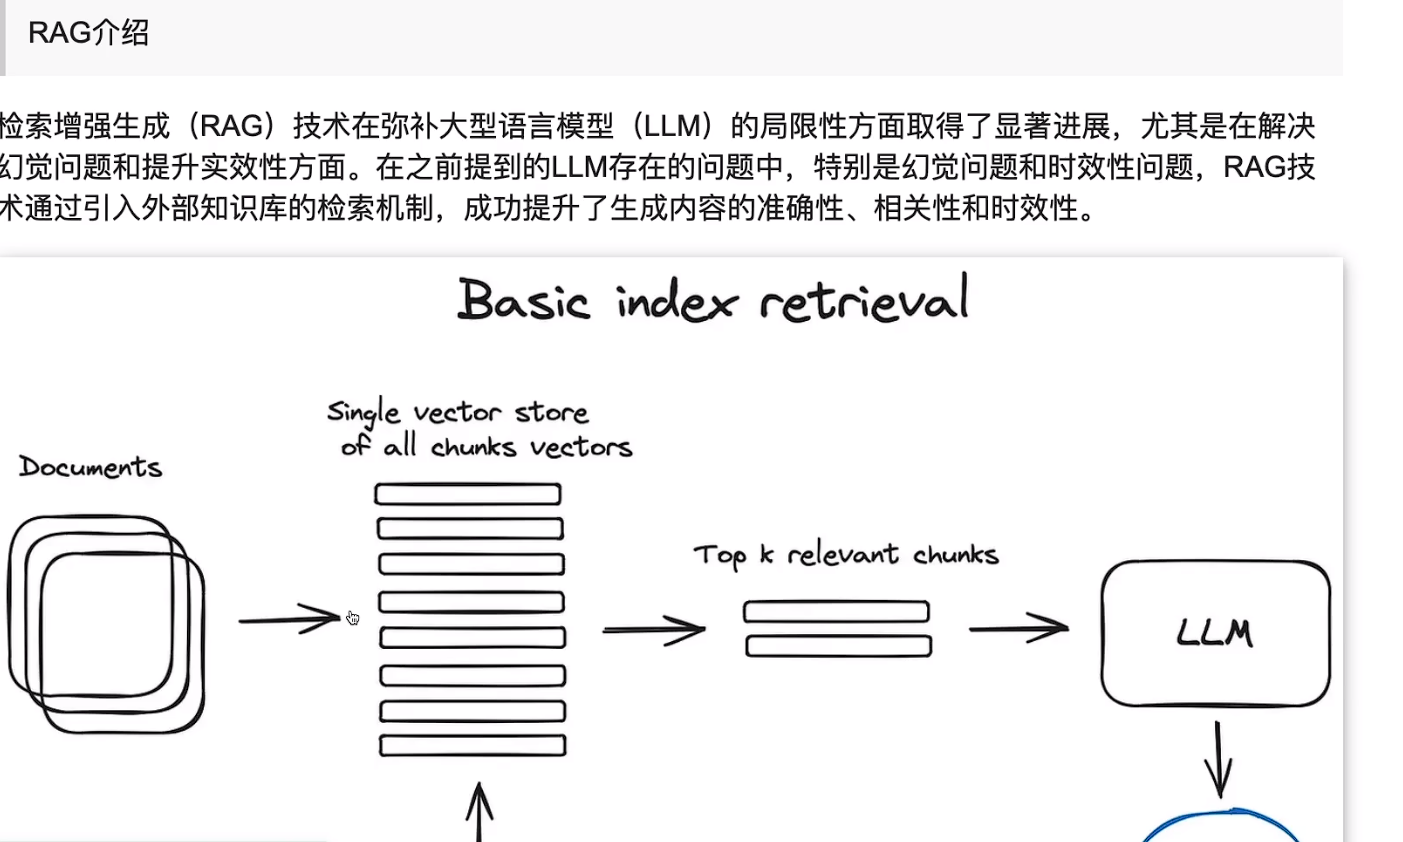 RAG介绍
检索增强生成（RAG）技术在弥补大型语言模型（LLM）的局限性方面取得了显著进展，尤其是在解决
幻觉问题和提升实效性方面。在之前提到的LLM存在的问题中，特别是幻觉问题和时效性问题，RAG技
术通过引入外部知识库的检索机制，成功提升了生成内容的准确性、相关性和时效性。
Basic index retrieval
Single vector store
of all chunks vectors
Documents
Top k relevant chunks
LLM